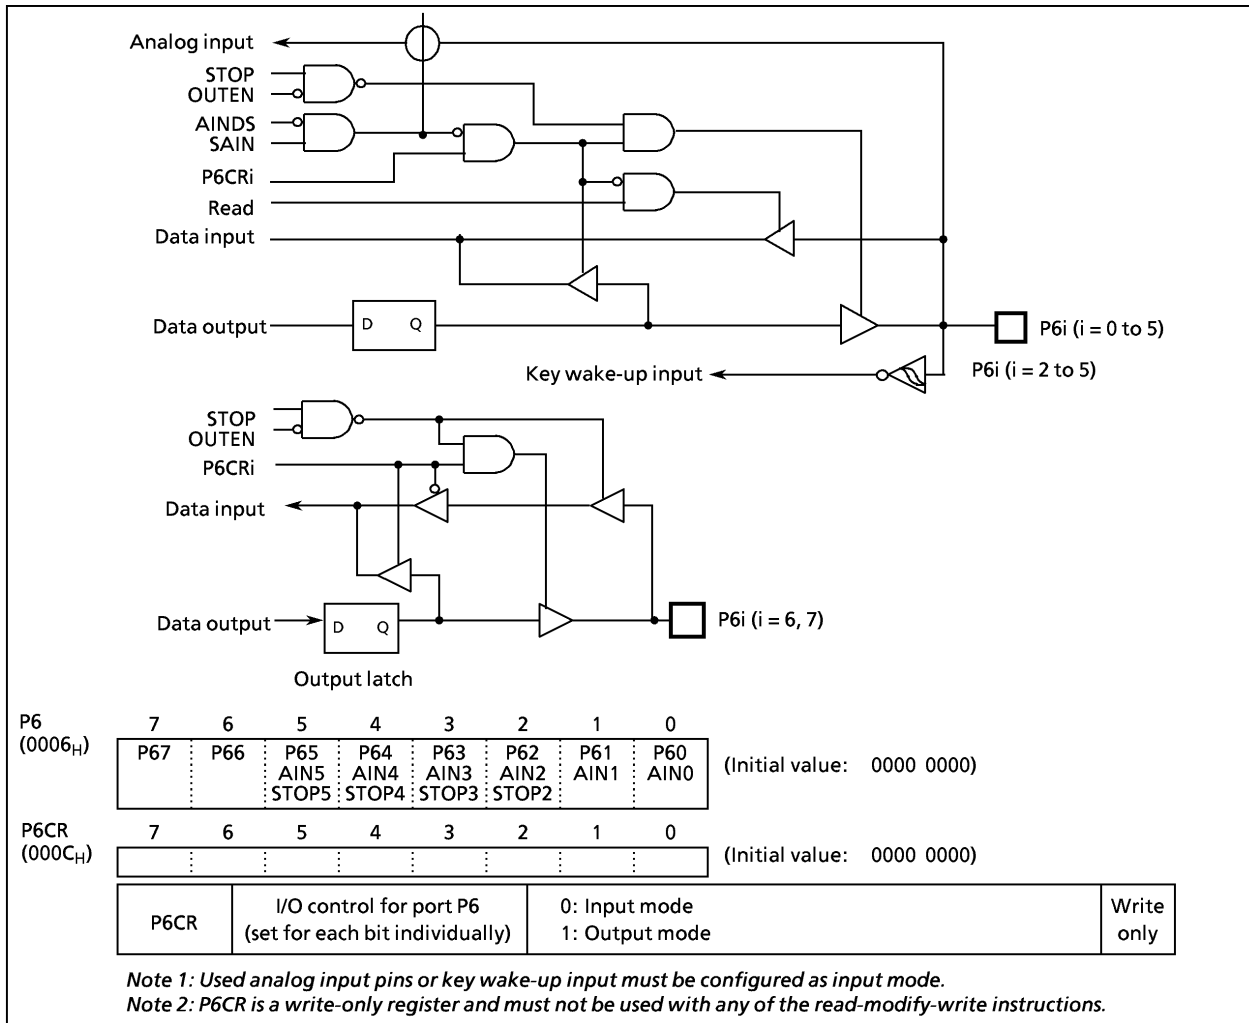 Analog input
STOP
OUTEN
AINDS
SAIN
P6CRi
Read
Data input
Data output
D Q
P6i (i = 0 to 5)
Key wake-up input
P6i (i = 2 to 5)
STOP
OUTEN
P6CRi
Data input
Data output
D Q
P6i (i = 6, 7)
Output latch
P6
(0006H)
7 6 5 4 3 2 1 0
P67 P66 P65 P64 P63 P62 P61 P60
AIN5 AIN4 AIN3 AIN2 AIN1 AIN0
STOP5 STOP4 STOP3 STOP2
(Initial value: 0000 0000)
P6CR
(000CH)
7 6 5 4 3 2 1 0
(Initial value: 0000 0000)
P6CR
I/O control for port P6
(set for each bit individually)
0: Input mode
1: Output mode
Write
only
Note 1: Used analog input pins or key wake-up input must be configured as input mode.
Note 2: P6CR is a write-only register and must not be used with any of the read-modify-write instructions.